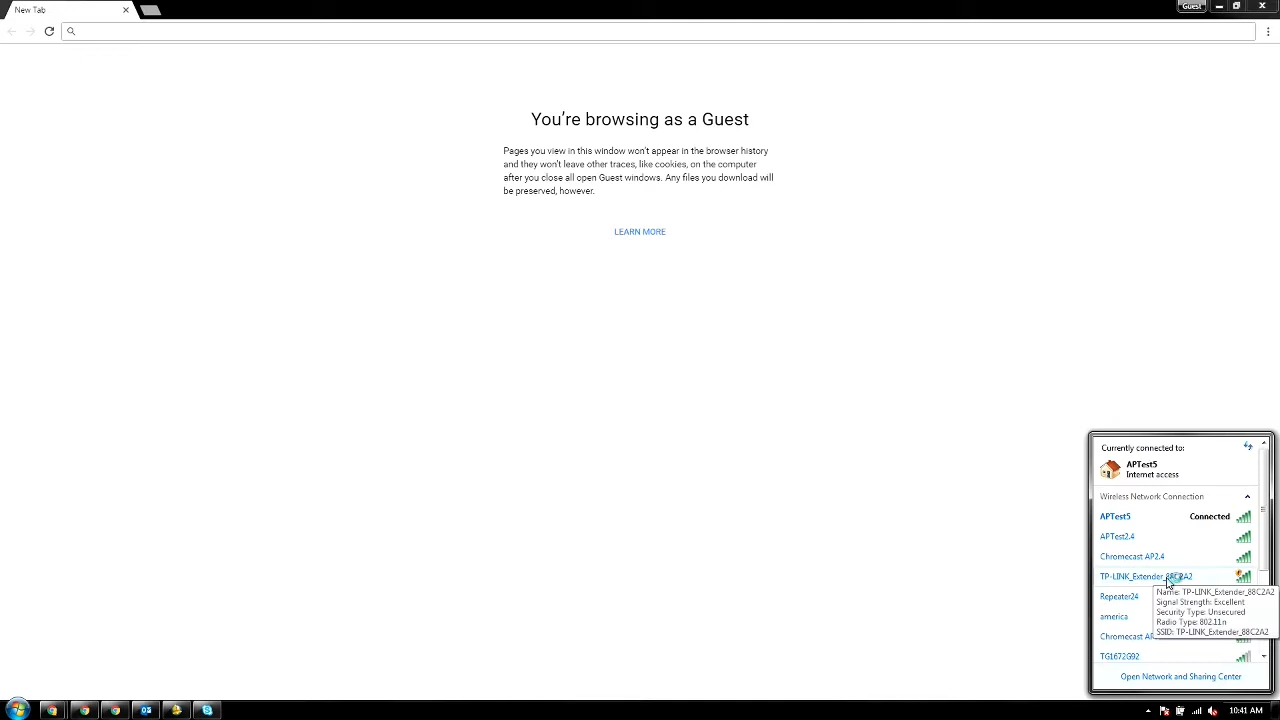 New Tab
Guest
You're browsing as a Guest
Pages you view in this window won't appear in the browser history
and they won't leave other traces, like cookies, on the computer
after you close all open Guest windows. Any files you download will
be preserved, however.
LEARN MORE
Currently connected to:
APTest5
Internet access
Wireless Network Connection
APTest5 Connected
APTest2.4
Chromecast AP2.4
TP-LINK_Extender_88C2A2
Name: TP-LINK_Extender_88C2A2
Repeater24
Signal Strength: Excellent
Security Type: Unsecured
america
Radio Type: 802.11n
SSID: TP-LINK_Extender_88C2A2
Chromecast AP
TG1672G92
Open Network and Sharing Center
10:41 AM